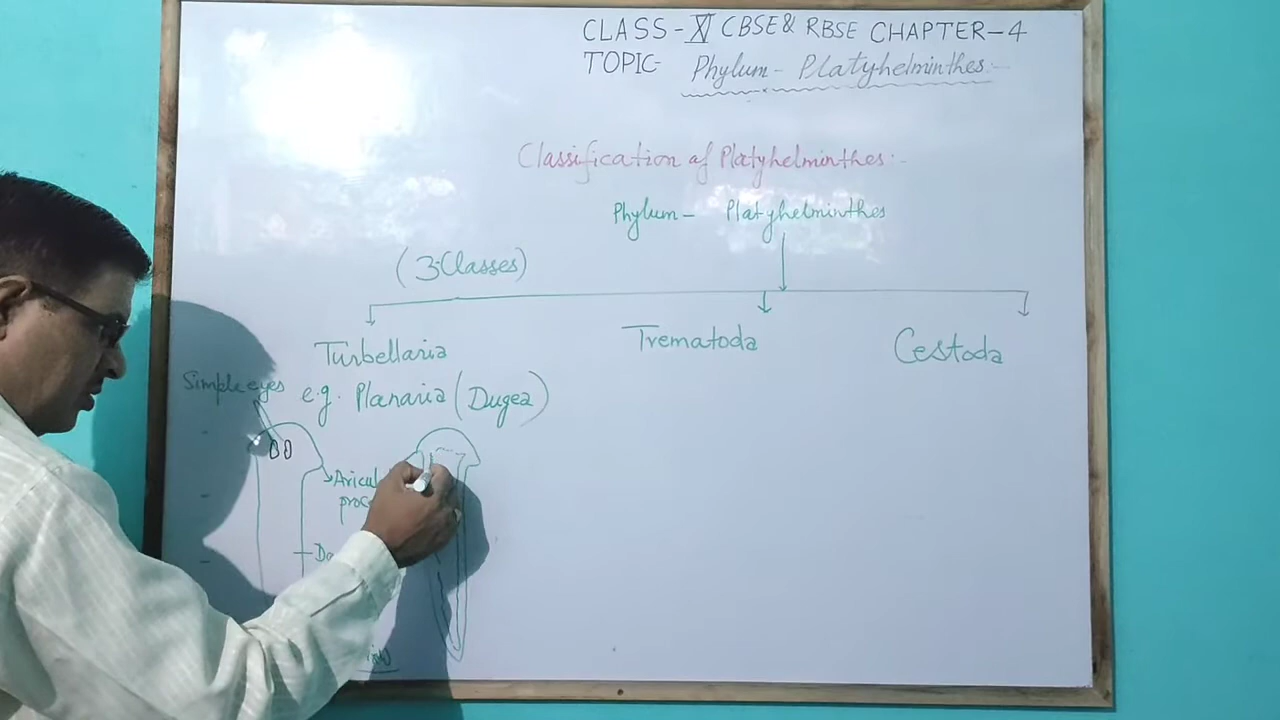 CLASS-XI CBSE & RBSE CHAPTER-4
TOPIC- Phylum- Platyhelminthes:-
Classification of Platyhelminthes:-
Phylum- Platyhelminthes
(3-Classes)
Turbellaria Trematoda Cestoda
Simple eyes e.g. Planaria (Dugea)